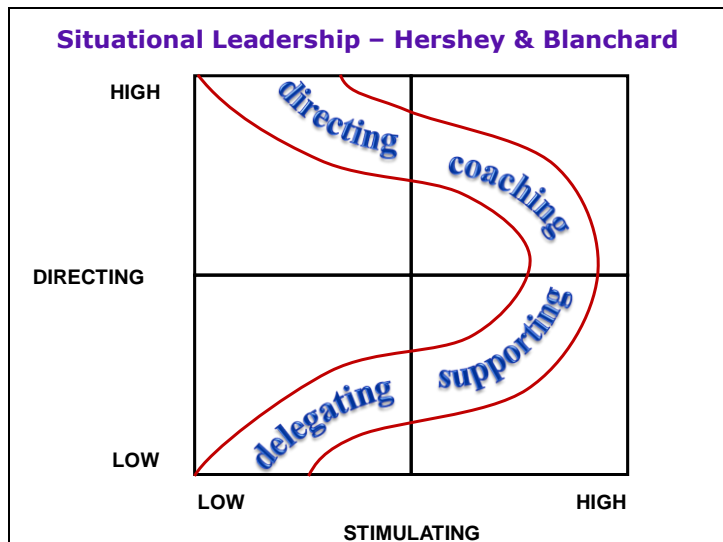 Situational Leadership – Hershey & Blanchard
HIGH
directing
coaching
DIRECTING
supporting
delegating
LOW
LOW
HIGH
STIMULATING